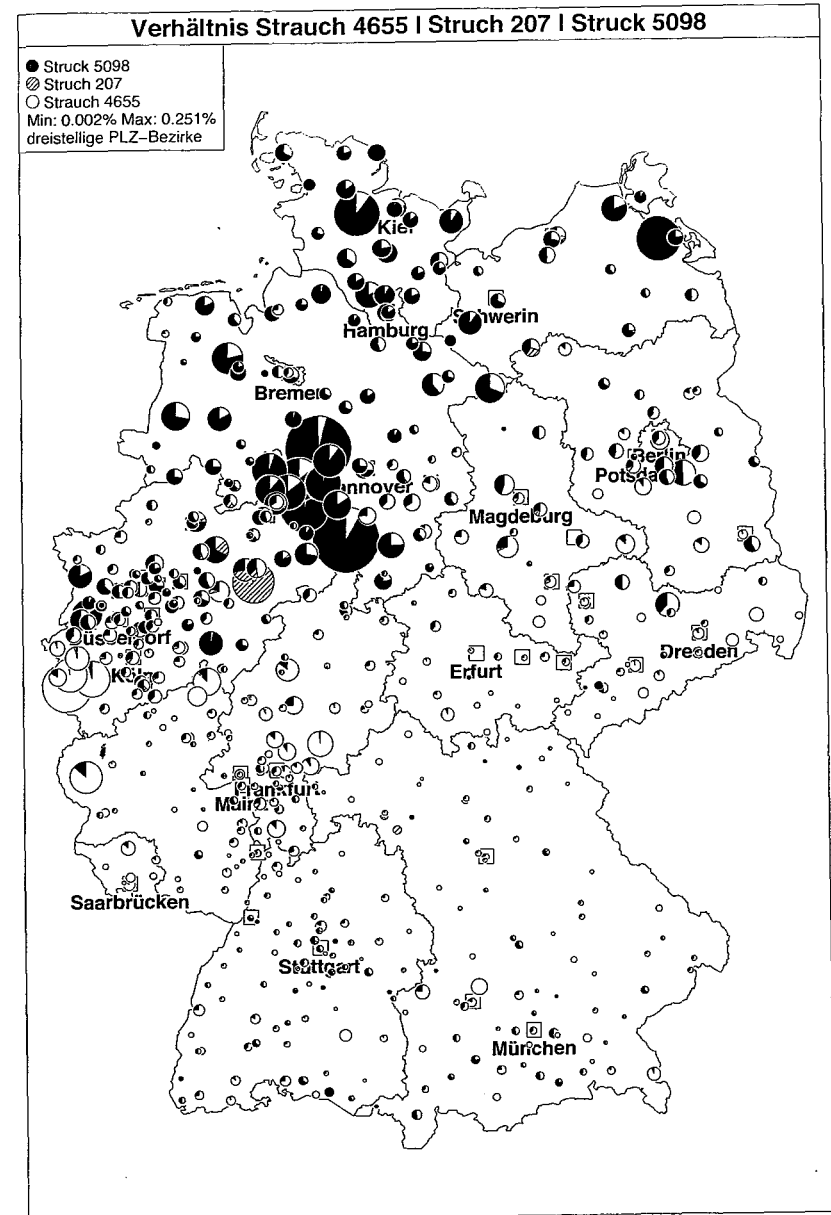 Verhältnis Strauch 4655 I Struch 207 I Struck 5098
Struck 5098
Struch 207
Strauch 4655
Min: 0.002% Max: 0.251%
dreistellige PLZ-Bezirke
Kiel
Schwerin
Hamburg
Bremen
Berlin
Potsdam
Hannover
Magdeburg
Düsseldorf
Köln
Erfurt
Dresden
Frankfurt
Mainz
Saarbrücken
Stuttgart
München